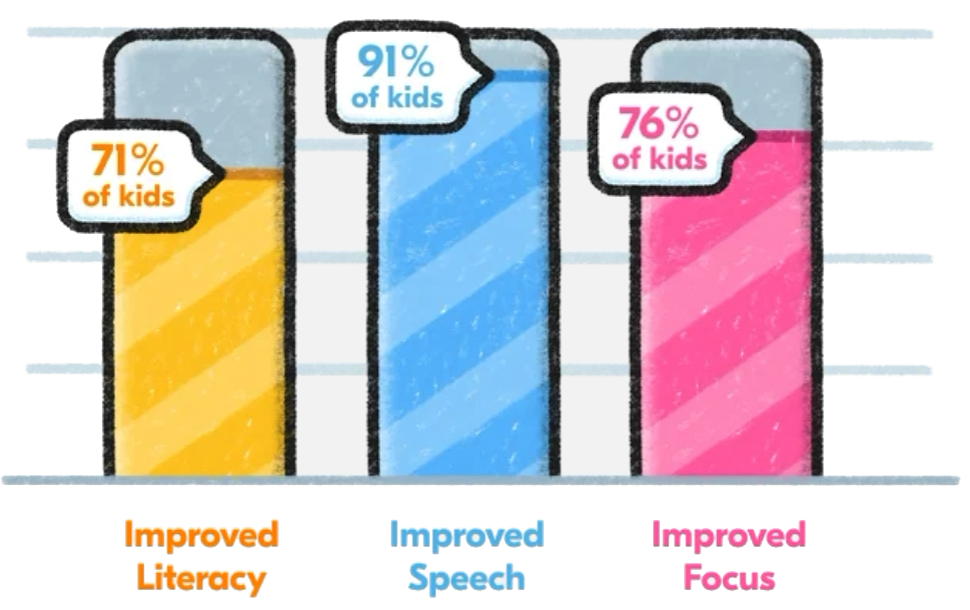 71%
of kids
91%
of kids
76%
of kids
Improved
Literacy
Improved
Speech
Improved
Focus